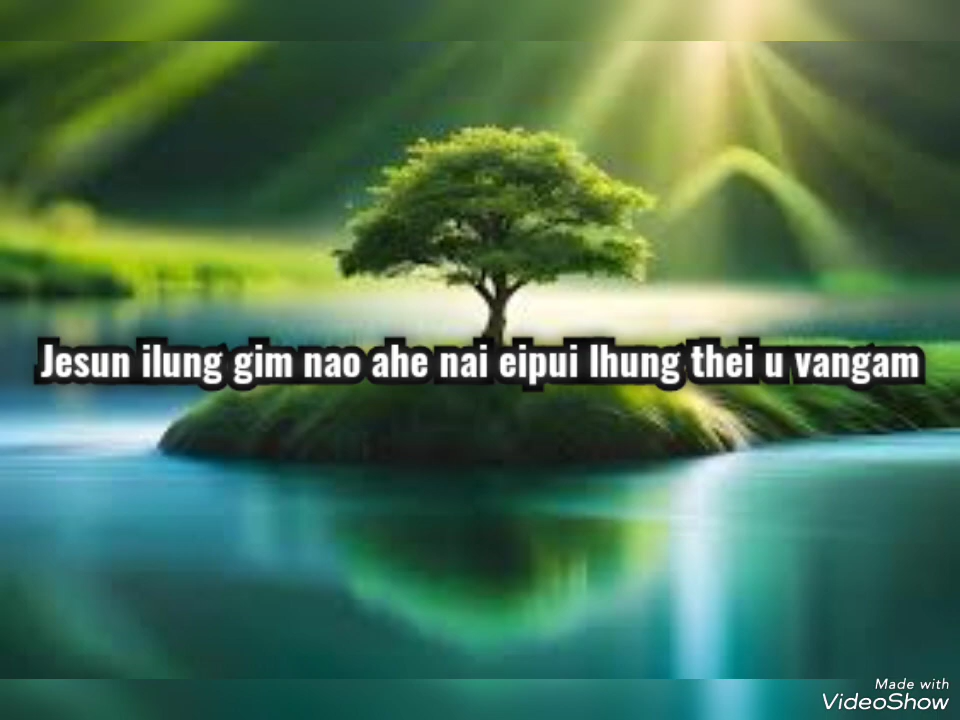 Jesun ilung gim nao ahe nai eipui lhung thei u vangam
Made with
VideoShow